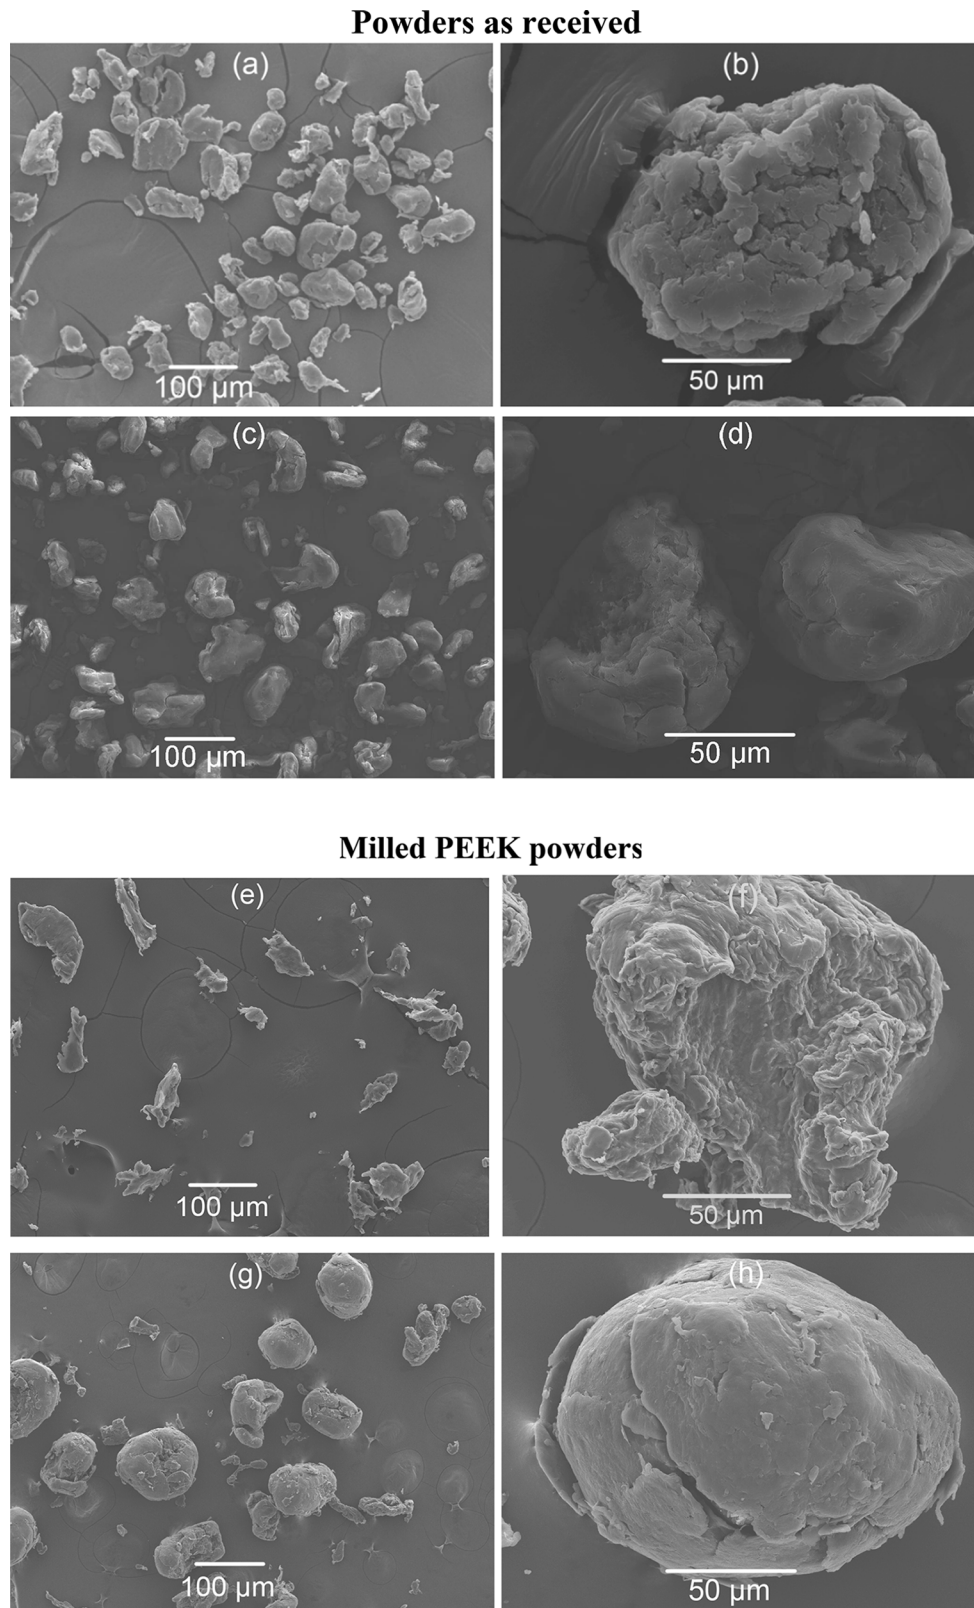 Powders as received
(a)
(b)
100 μm
50 μm
(c)
(d)
100 μm
50 μm
Milled PEEK powders
(e)
(f)
100 μm
50 μm
(g)
(h)
100 μm
50 μm